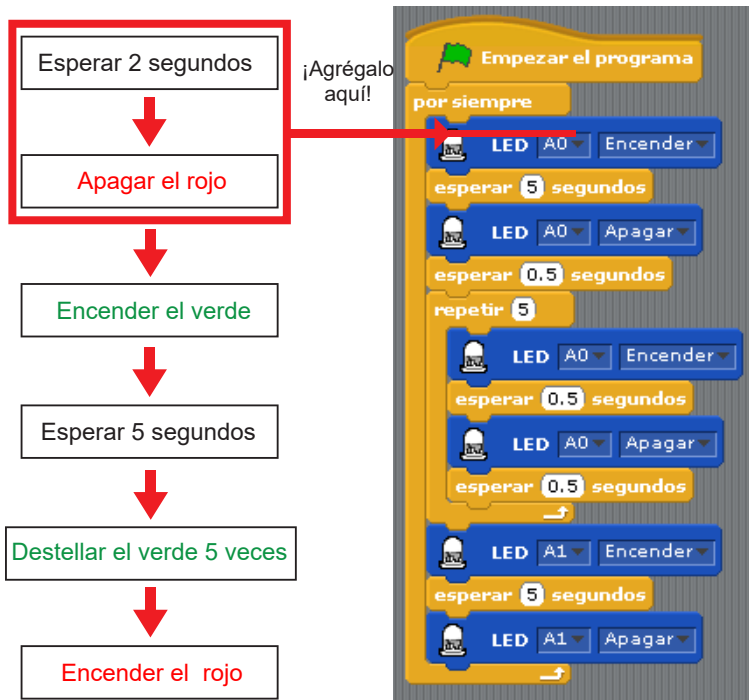 Esperar 2 segundos
Apagar el rojo
Encender el verde
Esperar 5 segundos
Destellar el verde 5 veces
Encender el rojo
¡Agrégalo
aquí!
Empezar el programa
por siempre
LED A0 Encender
esperar 5 segundos
LED A0 Apagar
esperar 0.5 segundos
repetir 5
LED A0 Encender
esperar 0.5 segundos
LED A0 Apagar
esperar 0.5 segundos
LED A1 Encender
esperar 5 segundos
LED A1 Apagar